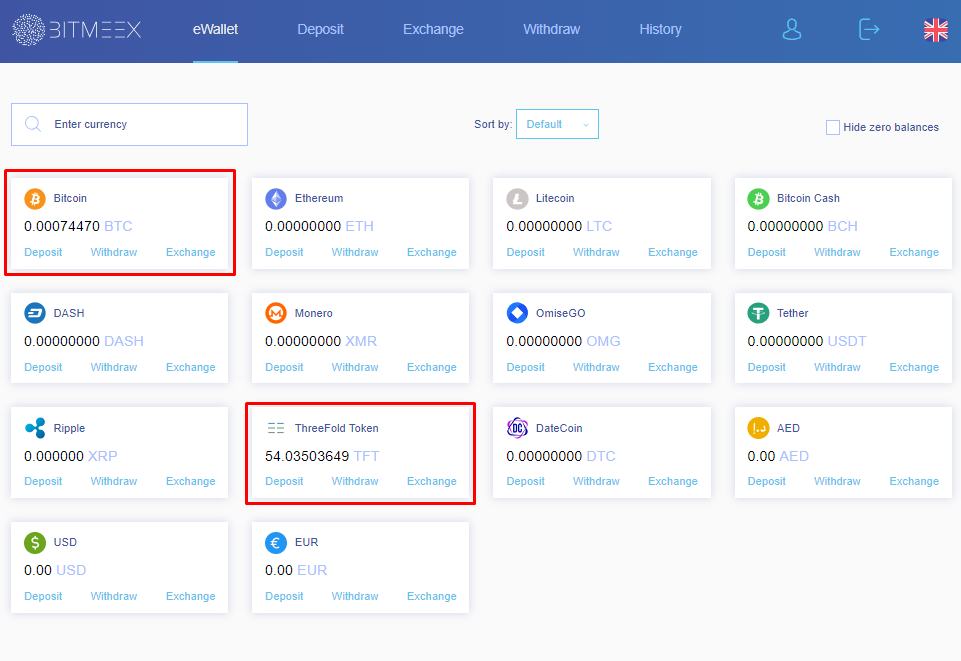 BITMEEX eWallet Deposit Exchange Withdraw History
Enter currency Sort by: Default Hide zero balances
Bitcoin
0.00074470 BTC
Deposit Withdraw Exchange
Ethereum
0.00000000 ETH
Deposit Withdraw Exchange
Litecoin
0.00000000 LTC
Deposit Withdraw Exchange
Bitcoin Cash
0.00000000 BCH
Deposit Withdraw Exchange
DASH
0.00000000 DASH
Deposit Withdraw Exchange
Monero
0.00000000 XMR
Deposit Withdraw Exchange
OmiseGO
0.00000000 OMG
Deposit Withdraw Exchange
Tether
0.00000000 USDT
Deposit Withdraw Exchange
Ripple
0.000000 XRP
Deposit Withdraw Exchange
ThreeFold Token
54.03503649 TFT
Deposit Withdraw Exchange
DC DateCoin
0.00000000 DTC
Deposit Withdraw Exchange
AED
0.00 AED
Deposit Withdraw Exchange
USD
0.00 USD
Deposit Withdraw Exchange
EUR
0.00 EUR
Deposit Withdraw Exchange